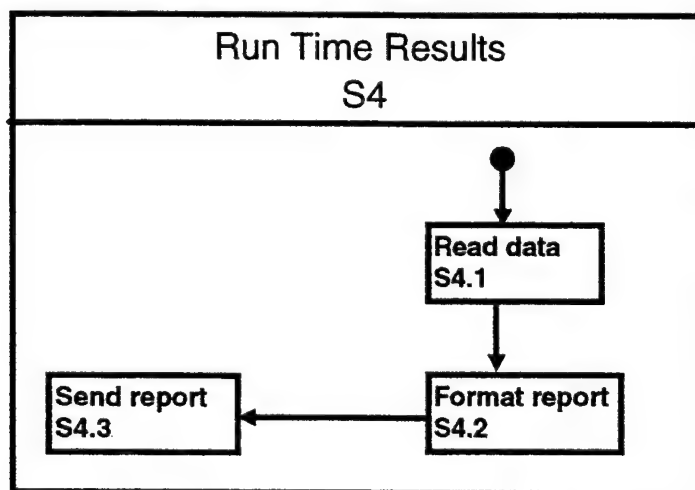 Run Time Results
S4
Read data
S4.1
Format report
S4.2
Send report
S4.3